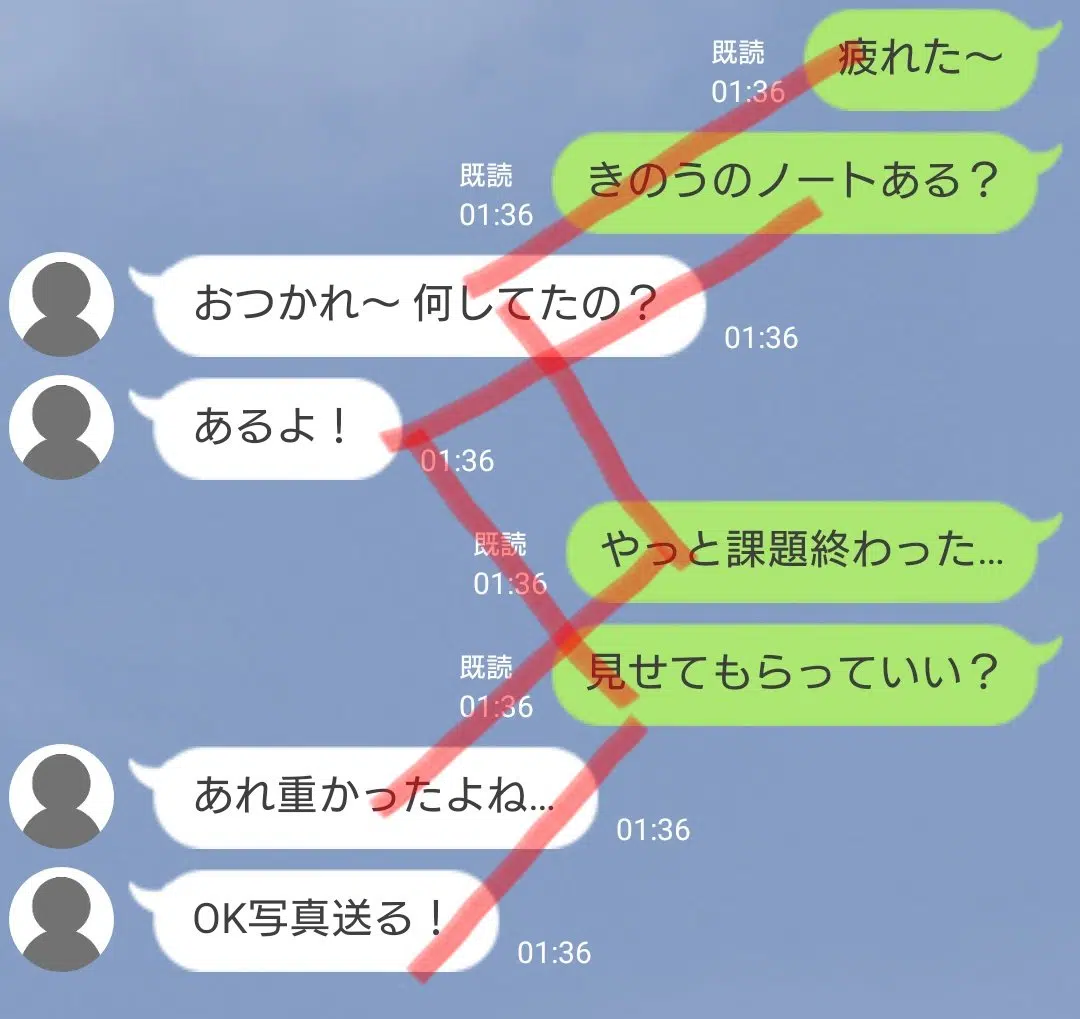 疲れた～
既読
01:36
きのうのノートある？
既読
01:36
おつかれ～ 何してたの？
01:36
あるよ！
01:36
やっと課題終わった…
既読
01:36
見せてもらっていい？
既読
01:36
あれ重かったよね…
01:36
OK写真送る！
01:36